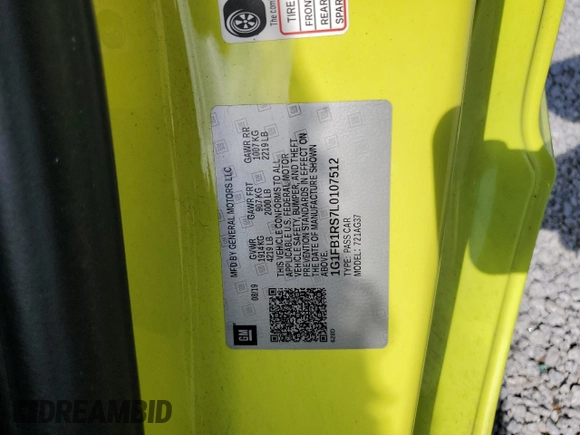 The com
TIRE
FRON
REAR
SPAR
MFD BY GENERAL MOTORS LLC
08/19
GVWR
1914 KG
4219 LB
GAWR FRT
907 KG
2000 LB
GAWR RR
1007 KG
2219 LB
THIS VEHICLE CONFORMS TO ALL
APPLICABLE U.S. FEDERAL MOTOR
VEHICLE SAFETY, BUMPER, AND THEFT
PREVENTION STANDARDS IN EFFECT ON
THE DATE OF MANUFACTURE SHOWN
ABOVE.
1G1FB1RS7L0107512
TYPE: PASS CAR
MODEL: 721AG37
GM
DREAMBID